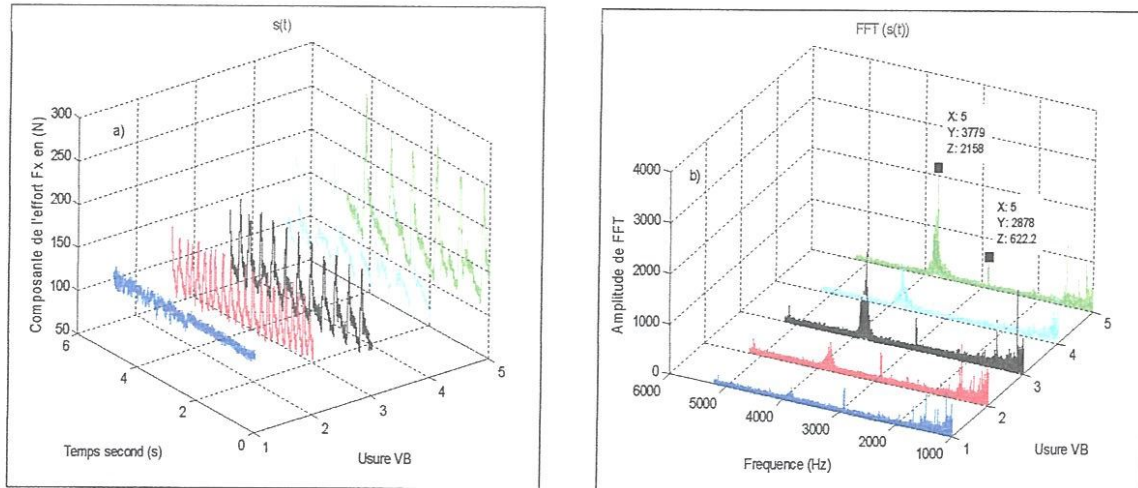 s(t)
a)
Composante de l'effort Fx en (N)
300
250
200
150
100
50
6
4
2
0
Temps second (s)
1
2
3
4
5
Usure VB
FFT (s(t))
b)
Amplitude de FFT
4000
3000
2000
1000
0
X: 5
Y: 3779
Z: 2158
X: 5
Y: 2878
Z: 622.2
6000
5000
4000
3000
2000
1000
Frequence (Hz)
1
2
3
4
5
Usure VB